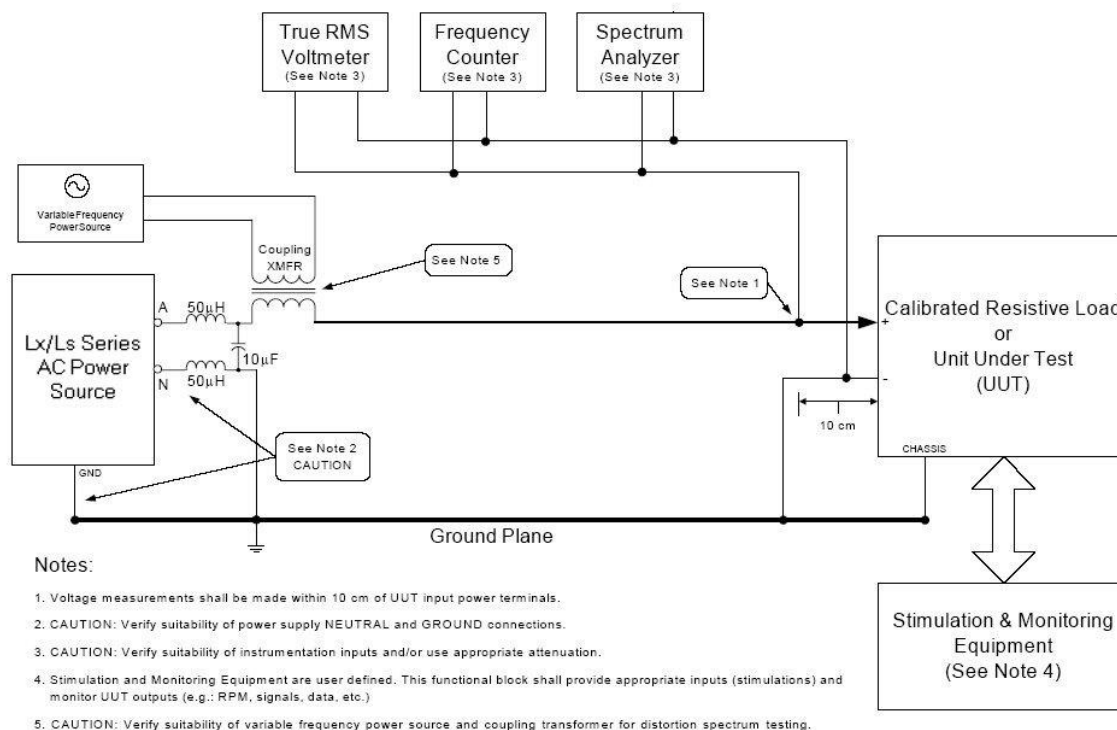 True RMS
Voltmeter
(See Note 3)
Frequency
Counter
(See Note 3)
Spectrum
Analyzer
(See Note 3)
Variable Frequency
Power Source
Coupling
XMFR
See Note 5
See Note 1
A
50µH
10µF
N
50µH
Lx/Ls Series
AC Power
Source
GND
See Note 2
CAUTION
+
Calibrated Resistive Load
or
Unit Under Test
(UUT)
-
10 cm
CHASSIS
Ground Plane
Stimulation & Monitoring
Equipment
(See Note 4)
Notes:
1. Voltage measurements shall be made within 10 cm of UUT input power terminals.
2. CAUTION: Verify suitability of power supply NEUTRAL and GROUND connections.
3. CAUTION: Verify suitability of instrumentation inputs and/or use appropriate attenuation.
4. Stimulation and Monitoring Equipment are user defined. This functional block shall provide appropriate inputs (stimulations) and
monitor UUT outputs (e.g.: RPM, signals, data, etc.)
5. CAUTION: Verify suitability of variable frequency power source and coupling transformer for distortion spectrum testing.